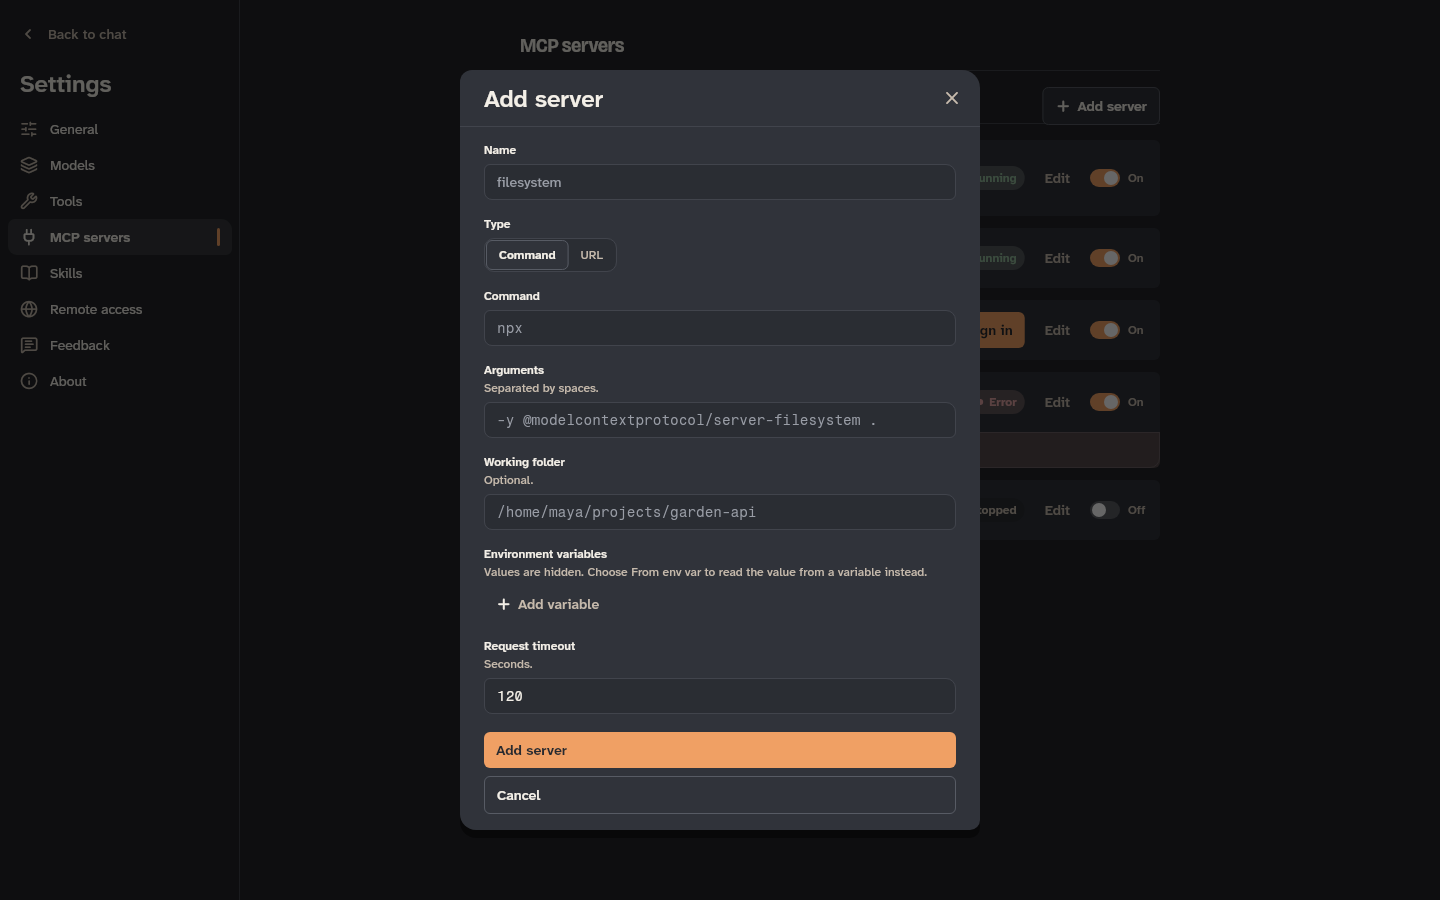 Back to chat
Settings
General
Models
Tools
MCP servers
Skills
Remote access
Feedback
About
MCP servers
Add server
Edit
On
Edit
On
Edit
On
Error
Edit
On
Edit
Off
Add server
Name
filesystem
Type
Command
URL
Command
npx
Arguments
Separated by spaces.
-y @modelcontextprotocol/server-filesystem .
Working folder
Optional.
/home/maya/projects/garden-api
Environment variables
Values are hidden. Choose From env var to read the value from a variable instead.
Add variable
Request timeout
Seconds.
120
Add server
Cancel